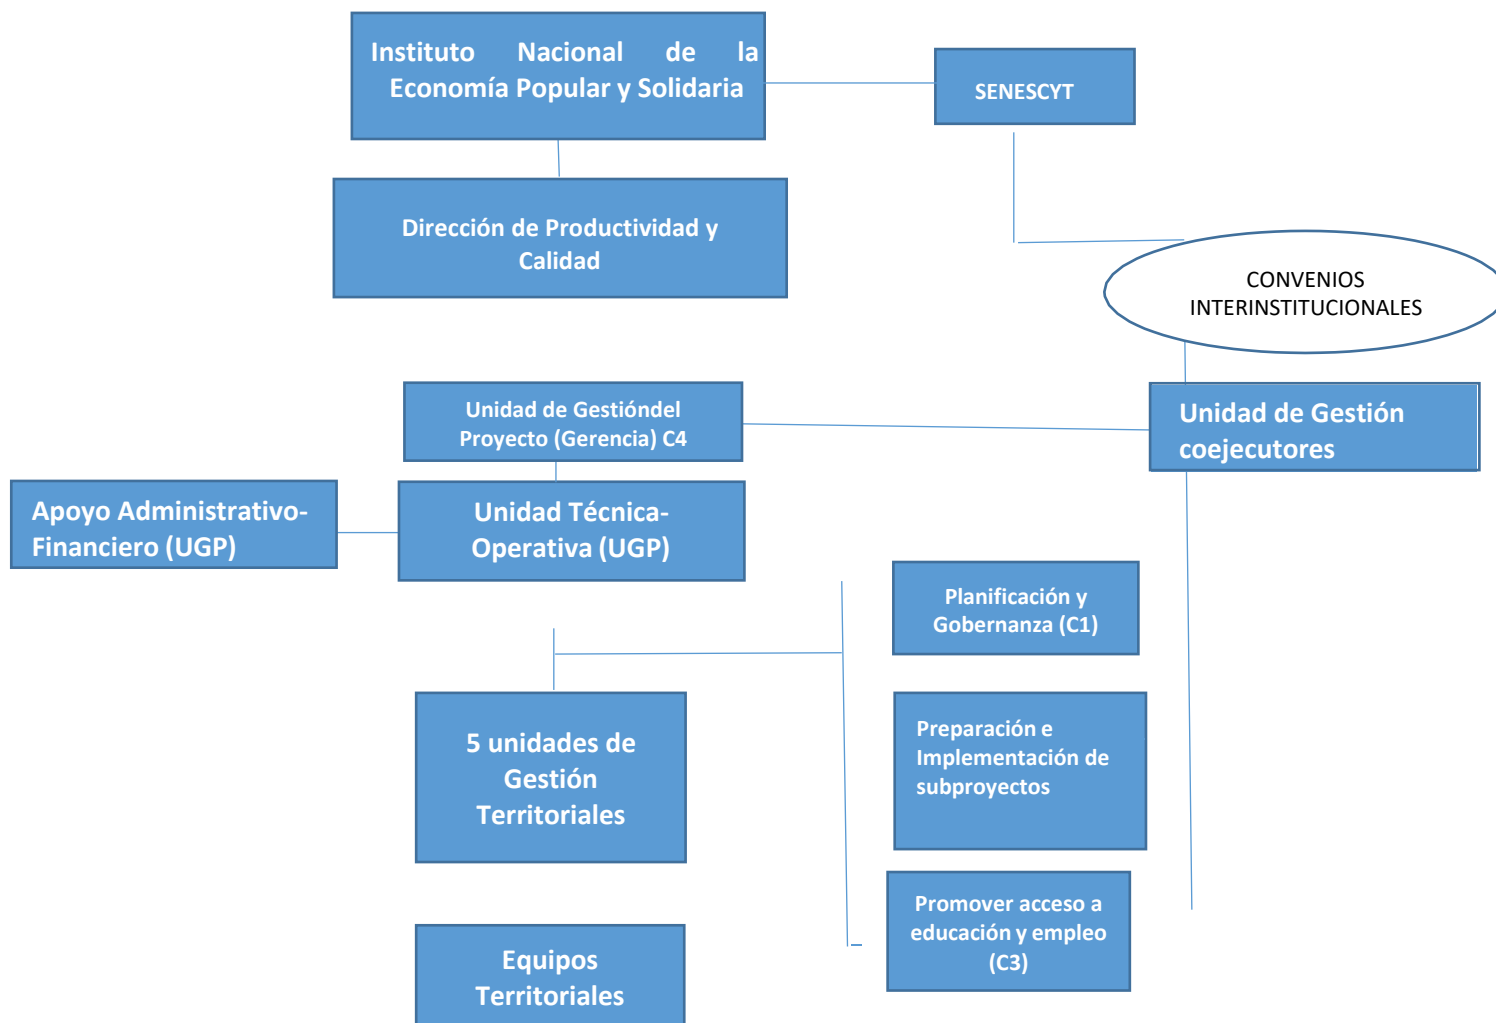 Instituto Nacional de la
Economía Popular y Solidaria
SENESCYT
Dirección de Productividad y
Calidad
CONVENIOS
INTERINSTITUCIONALES
Unidad de Gestióndel
Proyecto (Gerencia) C4
Unidad de Gestión
coejecutores
Apoyo Administrativo-
Financiero (UGP)
Unidad Técnica-
Operativa (UGP)
Planificación y
Gobernanza (C1)
5 unidades de
Gestión
Territoriales
Preparación e
Implementación de
subproyectos
Promover acceso a
educación y empleo
(C3)
Equipos
Territoriales